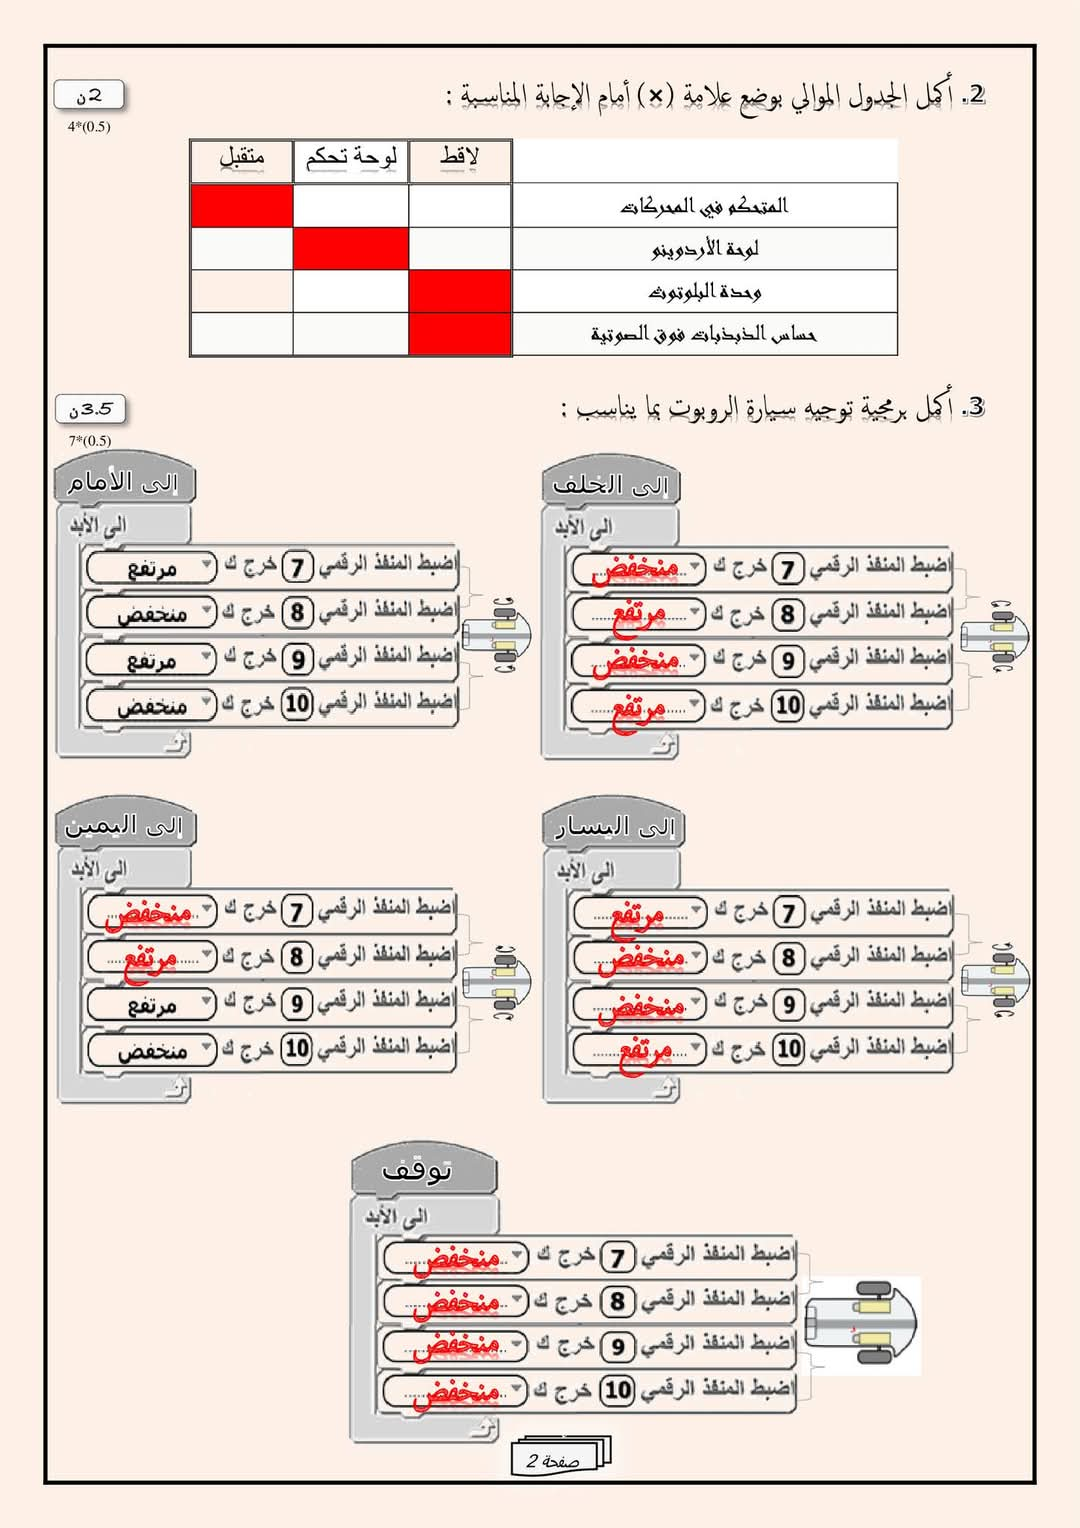 2. أكمل الجدول الموالي بوضع علامة (×) أمام الإجابة المناسبة :
2ن
4*(0.5)
لاقط لوحة تحكم متقبل
المتحكم في المحركات
لوحة الأردوينو
وحدة البلوتوث
حساس الذبذبات فوق الصوتية
3. أكمل برمجية توجيه سيارة الروبوت بما يناسب :
3.5ن
7*(0.5)
إلى الخلف
الى الأبد
اضبط المنفذ الرقمي 7 خرج ك منخفض
اضبط المنفذ الرقمي 8 خرج ك مرتفع
اضبط المنفذ الرقمي 9 خرج ك منخفض
اضبط المنفذ الرقمي 10 خرج ك مرتفع
إلى الأمام
الى الأبد
اضبط المنفذ الرقمي 7 خرج ك مرتفع
اضبط المنفذ الرقمي 8 خرج ك منخفض
اضبط المنفذ الرقمي 9 خرج ك مرتفع
اضبط المنفذ الرقمي 10 خرج ك منخفض
إلى اليسار
الى الأبد
اضبط المنفذ الرقمي 7 خرج ك مرتفع
اضبط المنفذ الرقمي 8 خرج ك منخفض
اضبط المنفذ الرقمي 9 خرج ك منخفض
اضبط المنفذ الرقمي 10 خرج ك مرتفع
إلى اليمين
الى الأبد
اضبط المنفذ الرقمي 7 خرج ك منخفض
اضبط المنفذ الرقمي 8 خرج ك مرتفع
اضبط المنفذ الرقمي 9 خرج ك مرتفع
اضبط المنفذ الرقمي 10 خرج ك منخفض
توقف
الى الأبد
اضبط المنفذ الرقمي 7 خرج ك منخفض
اضبط المنفذ الرقمي 8 خرج ك منخفض
اضبط المنفذ الرقمي 9 خرج ك منخفض
اضبط المنفذ الرقمي 10 خرج ك منخفض
صفحة 2